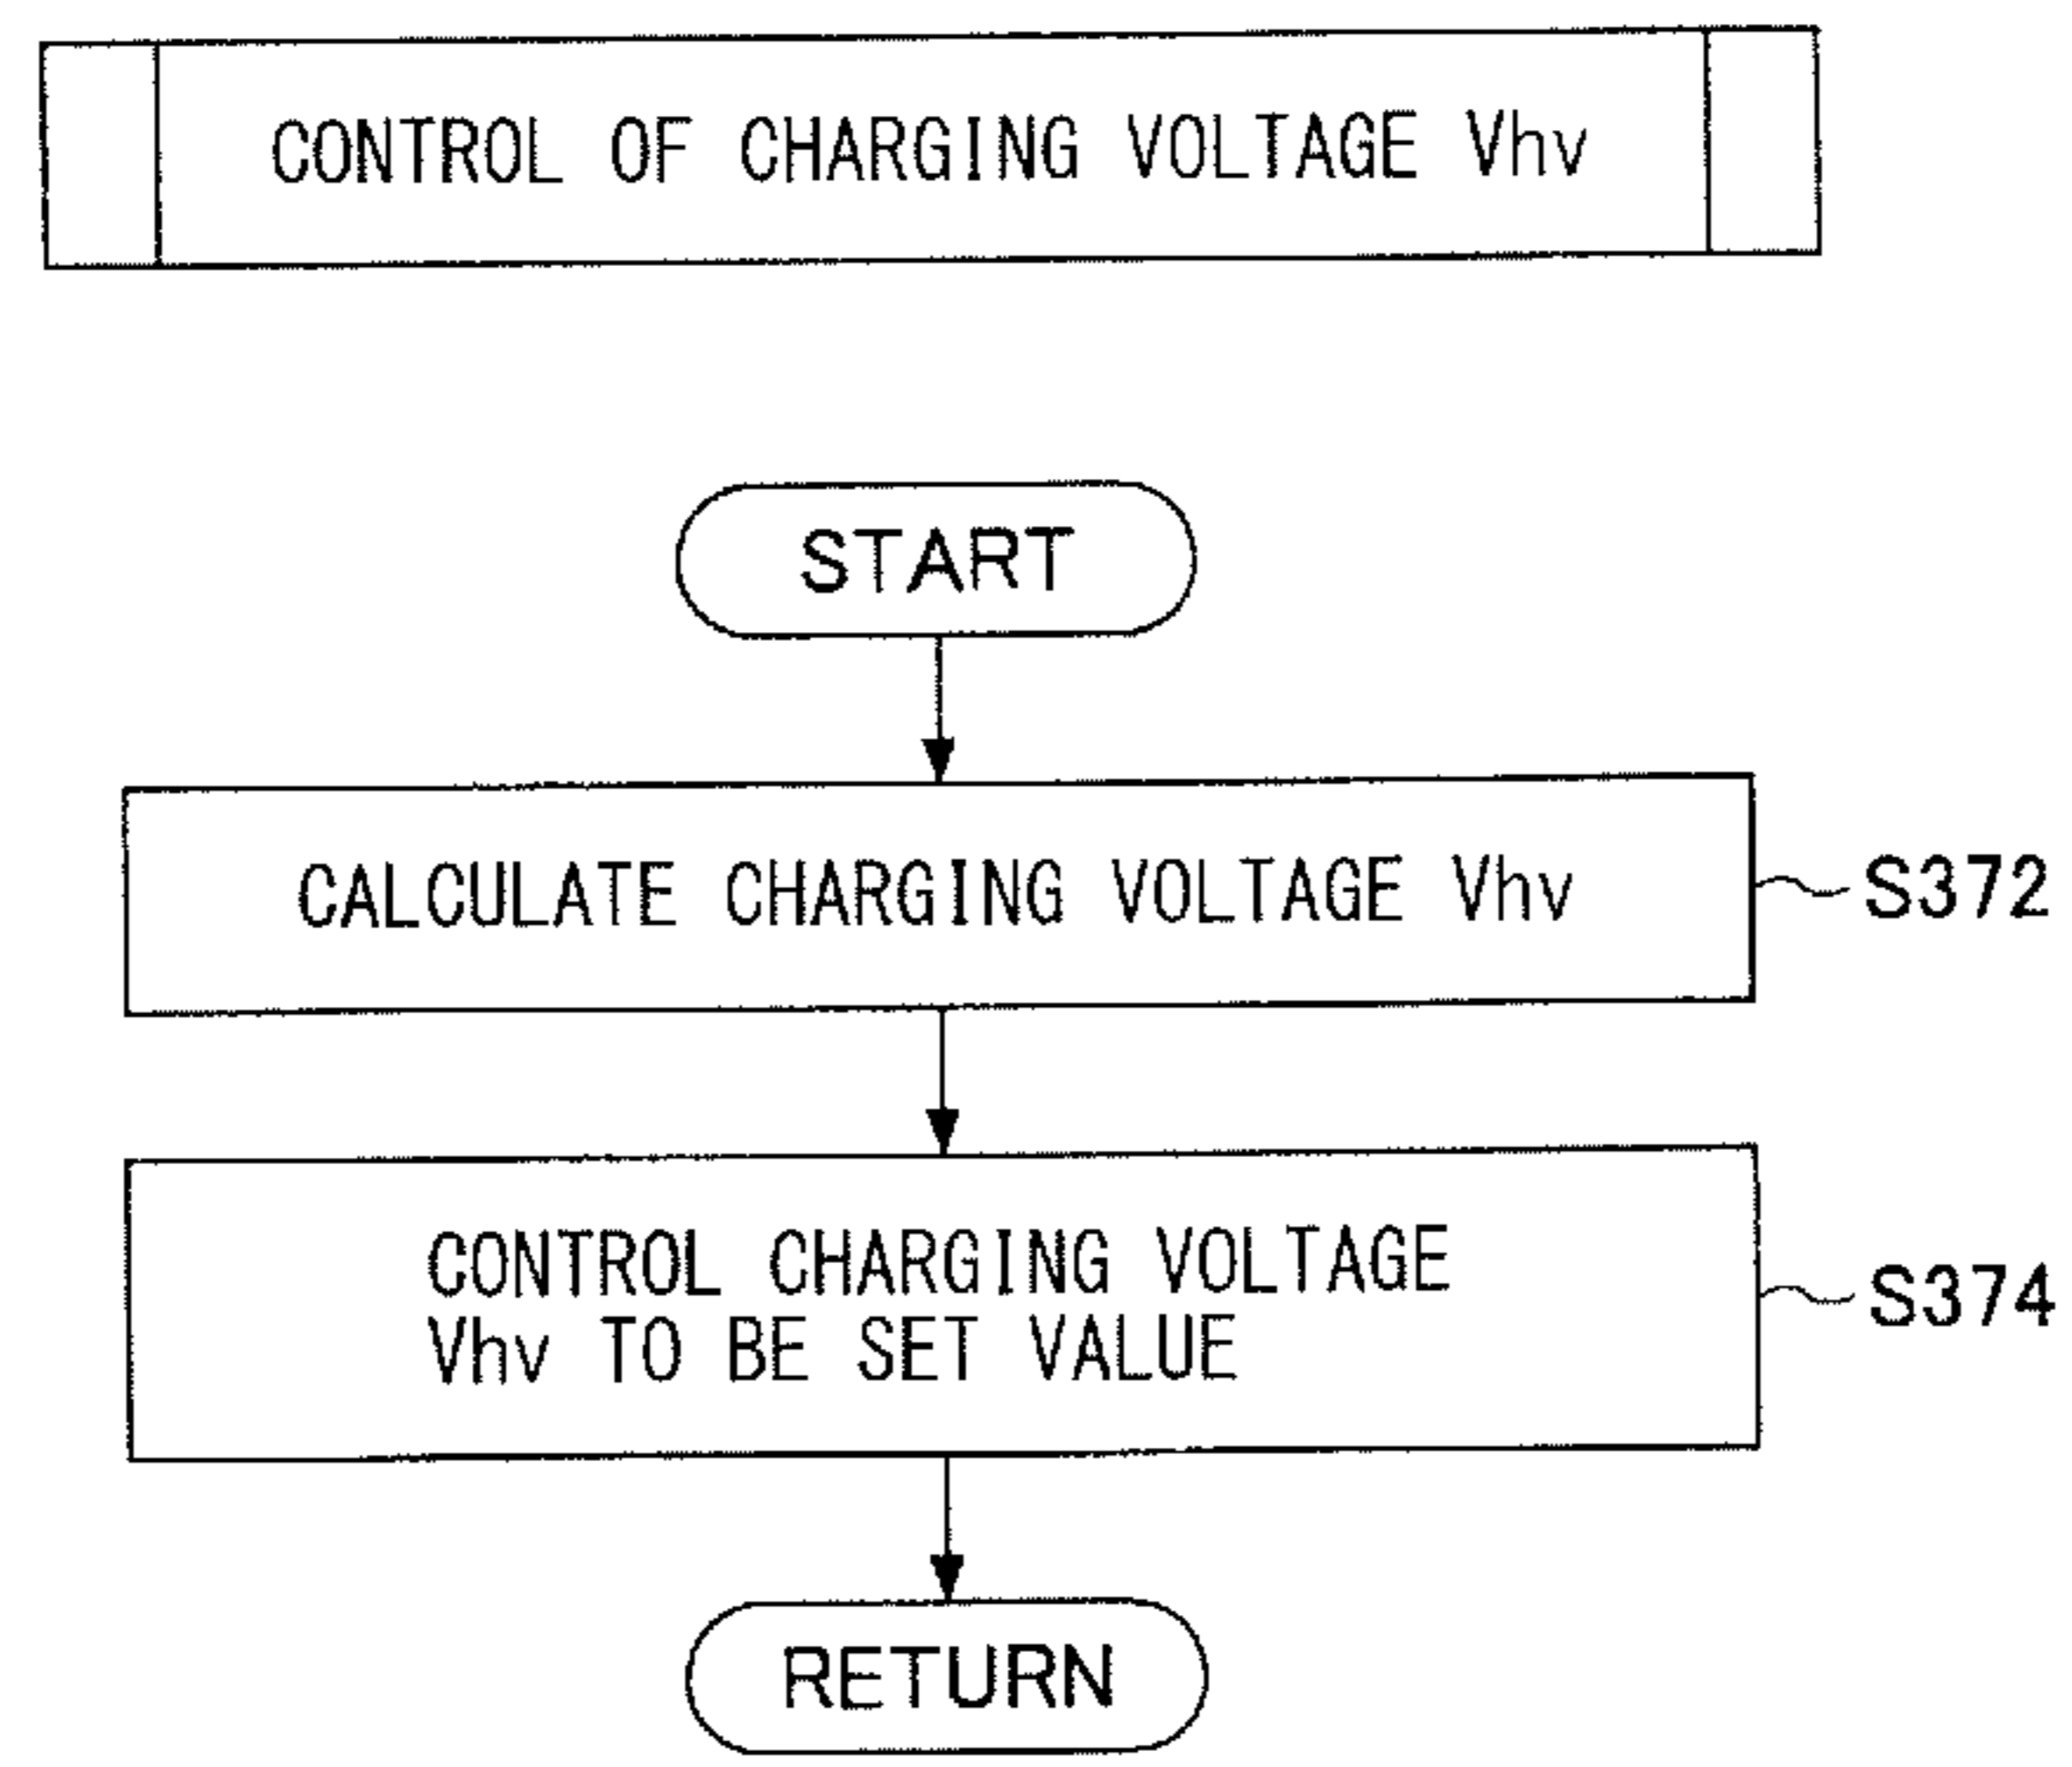 CONTROL OF CHARGING VOLTAGE Vhv
START
CALCULATE CHARGING VOLTAGE Vhv
S372
CONTROL CHARGING VOLTAGE
Vhv TO BE SET VALUE
S374
RETURN